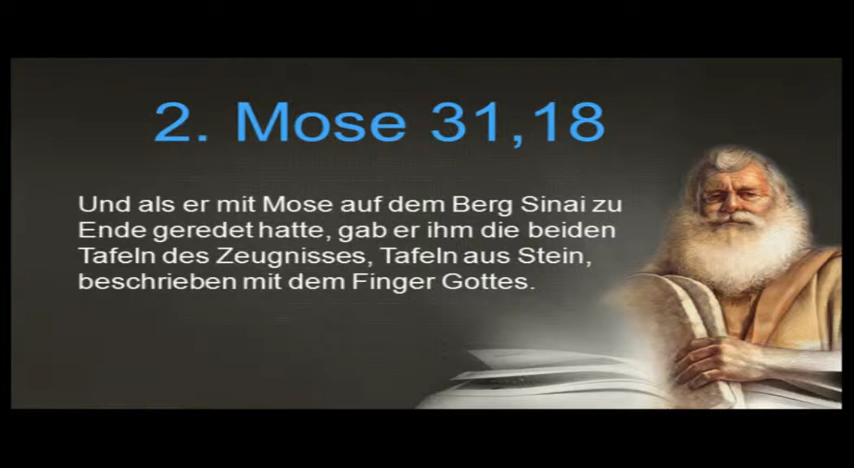 2. Mose 31,18
Und als er mit Mose auf dem Berg Sinai zu
Ende geredet hatte, gab er ihm die beiden
Tafeln des Zeugnisses, Tafeln aus Stein,
beschrieben mit dem Finger Gottes.